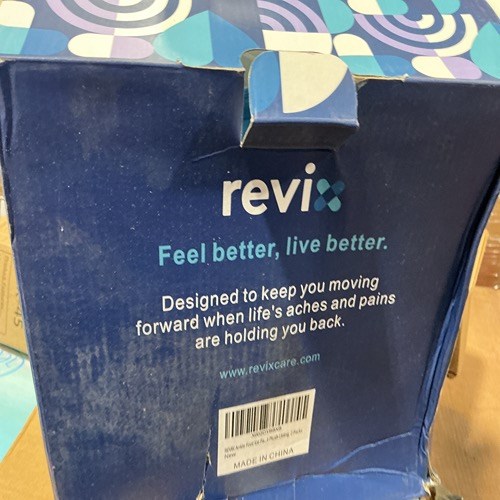 revix
Feel better, live better.
Designed to keep you moving
forward when life's aches and pains
are holding you back.
www.revixcare.com
MADE IN CHINA